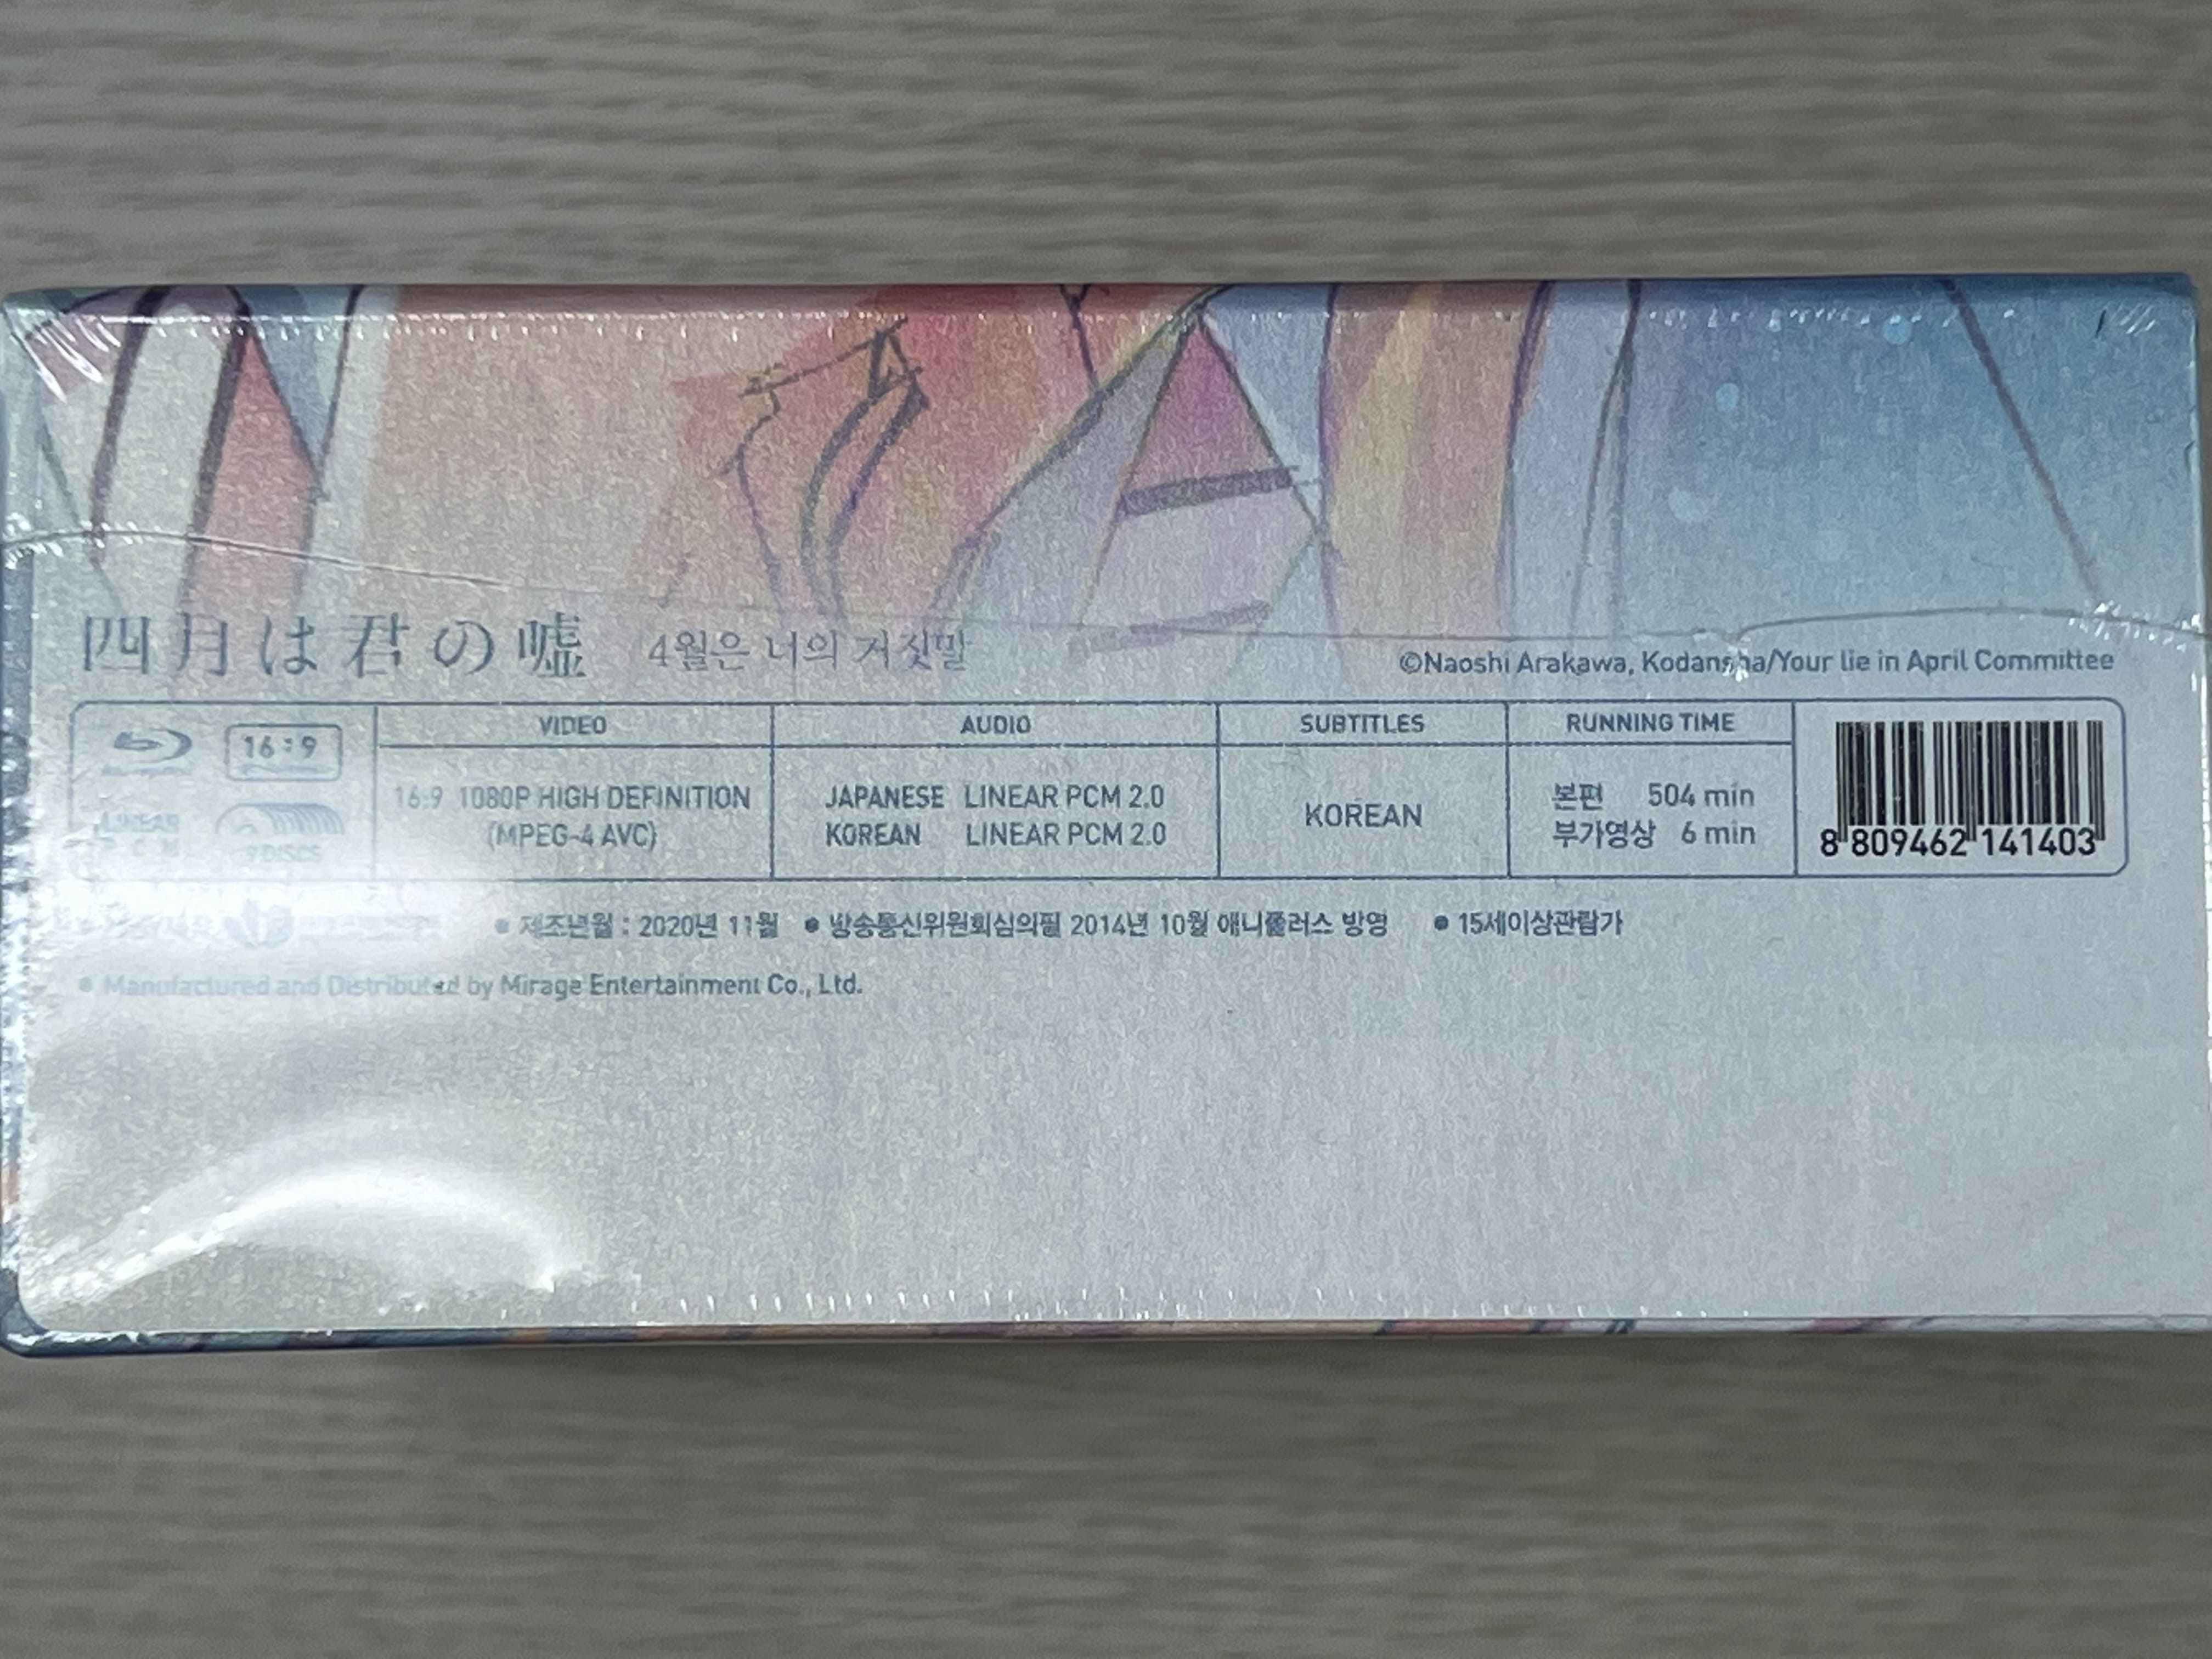 四月は君の嘘 4월은 너의 거짓말
©Naoshi Arakawa, Kodansha/Your lie in April Committee
16:9
LINEAR
PCM
9DISCS
VIDEO
16:9 1080P HIGH DEFINITION
(MPEG-4 AVC)
AUDIO
JAPANESE LINEAR PCM 2.0
KOREAN LINEAR PCM 2.0
SUBTITLES
KOREAN
RUNNING TIME
본편 504 min
부가영상 6 min
8 809462 141403
• 제조년월 : 2020년 11월 • 방송통신위원회심의필 2014년 10월 애니플러스 방영 • 15세이상관람가
• Manufactured and Distributed by Mirage Entertainment Co., Ltd.